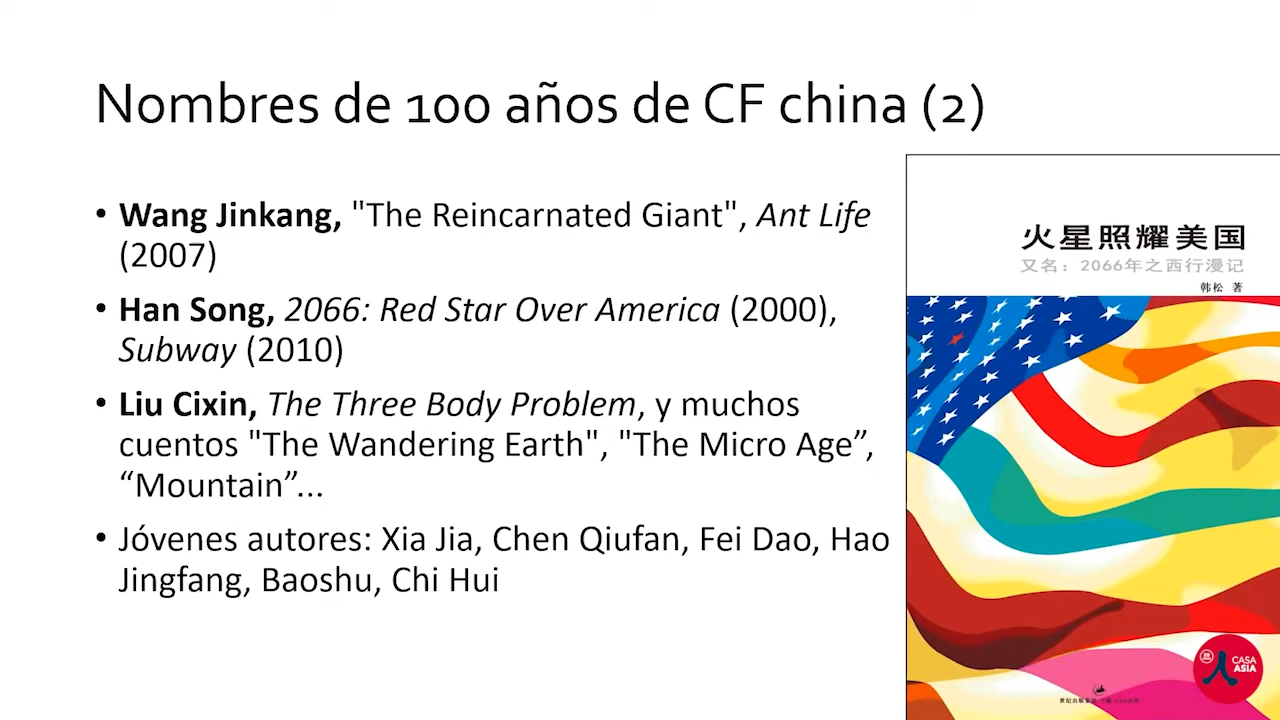 Nombres de 100 años de CF china (2)
• Wang Jinkang, "The Reincarnated Giant", Ant Life
(2007)
• Han Song, 2066: Red Star Over America (2000),
Subway (2010)
• Liu Cixin, The Three Body Problem, y muchos
cuentos "The Wandering Earth", "The Micro Age”,
“Mountain”...
• Jóvenes autores: Xia Jia, Chen Qiufan, Fei Dao, Hao
Jingfang, Baoshu, Chi Hui
火星照耀美国
又名：2066年之西行漫记
韩松 著
CASA
ASIA